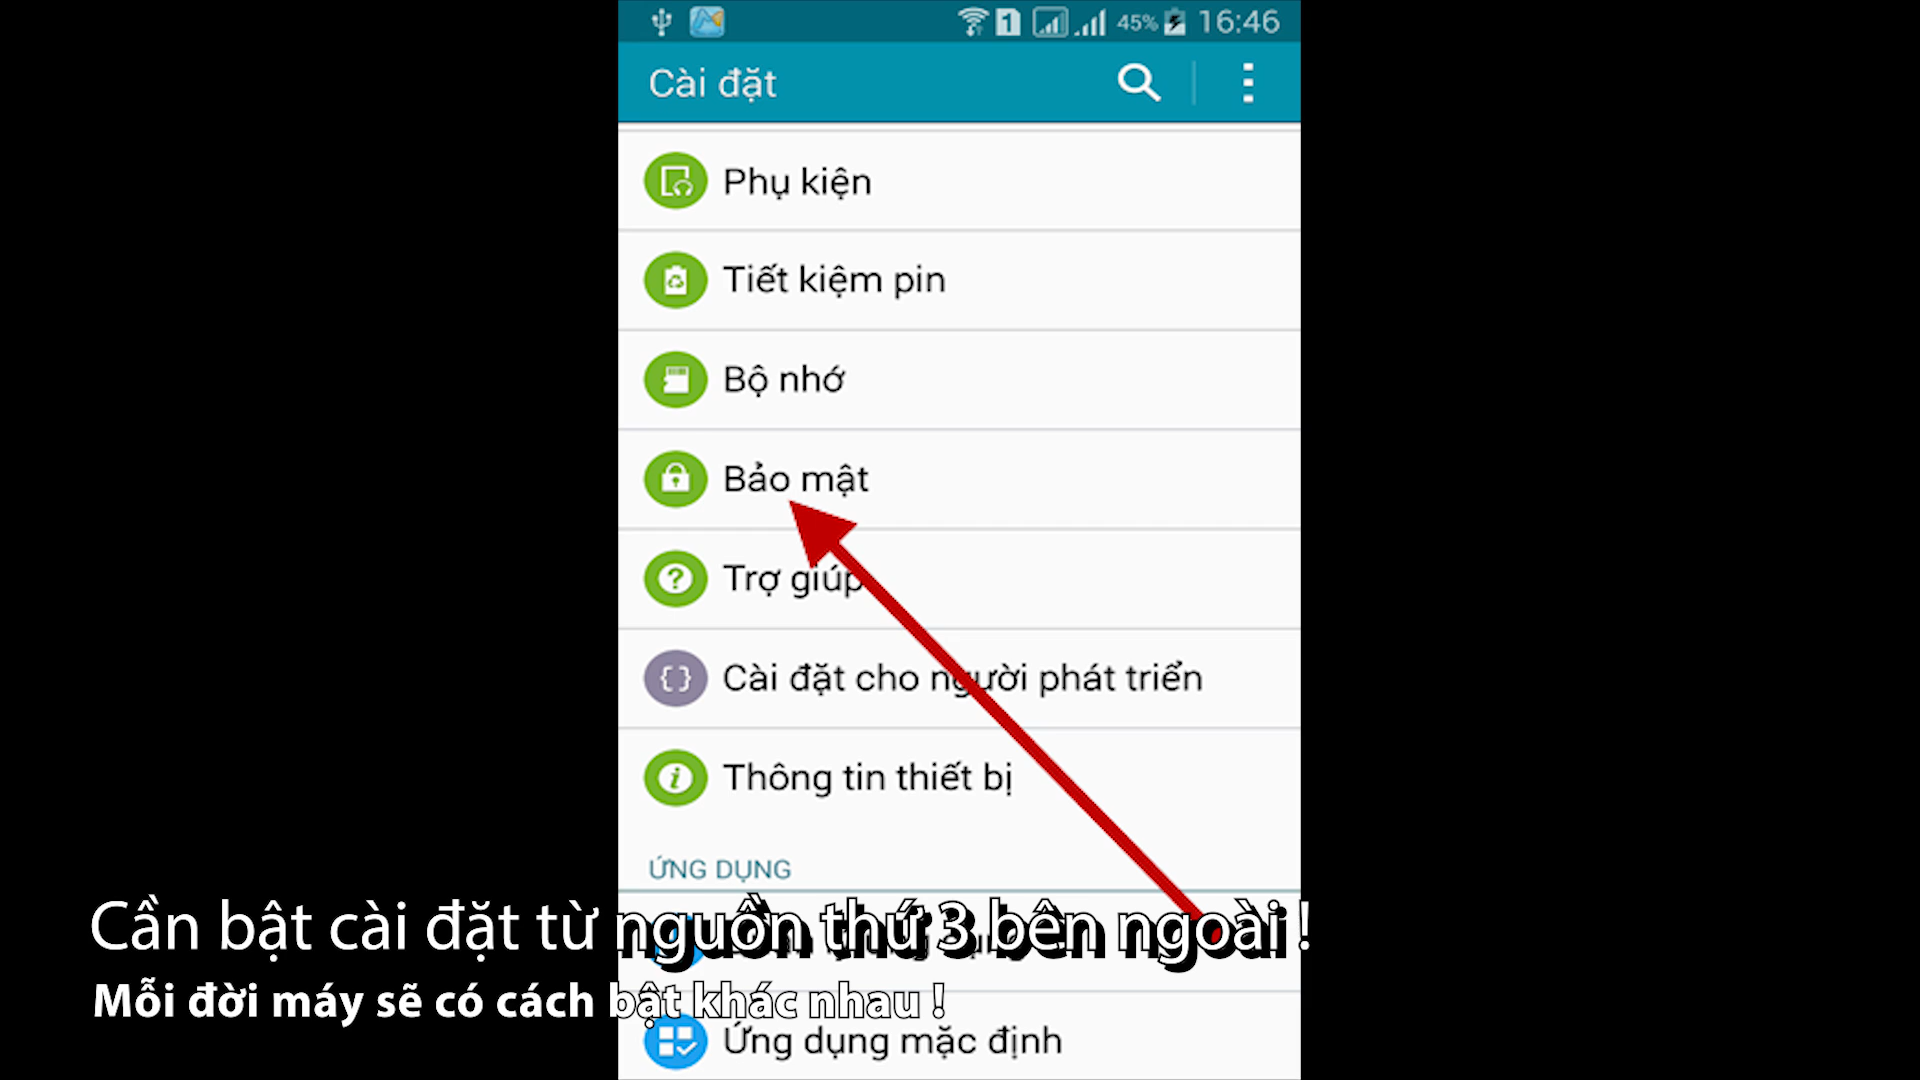 45% 16:46
Cài đặt
Phụ kiện
Tiết kiệm pin
Bộ nhớ
Bảo mật
Trợ giúp
Cài đặt cho người phát triển
Thông tin thiết bị
ỨNG DỤNG
Cần bật cài đặt từ nguồn thứ 3 bên ngoài !
Mỗi đời máy sẽ có cách bật khác nhau !
Ứng dụng mặc định